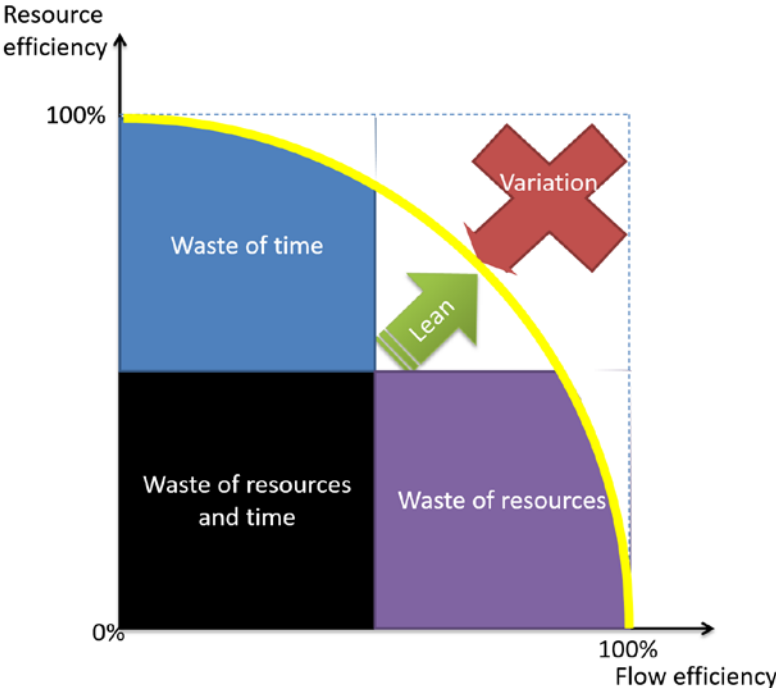 Resource
efficiency
100%
Variation
Waste of time
Lean
Waste of resources
and time
Waste of resources
0%
100%
Flow efficiency